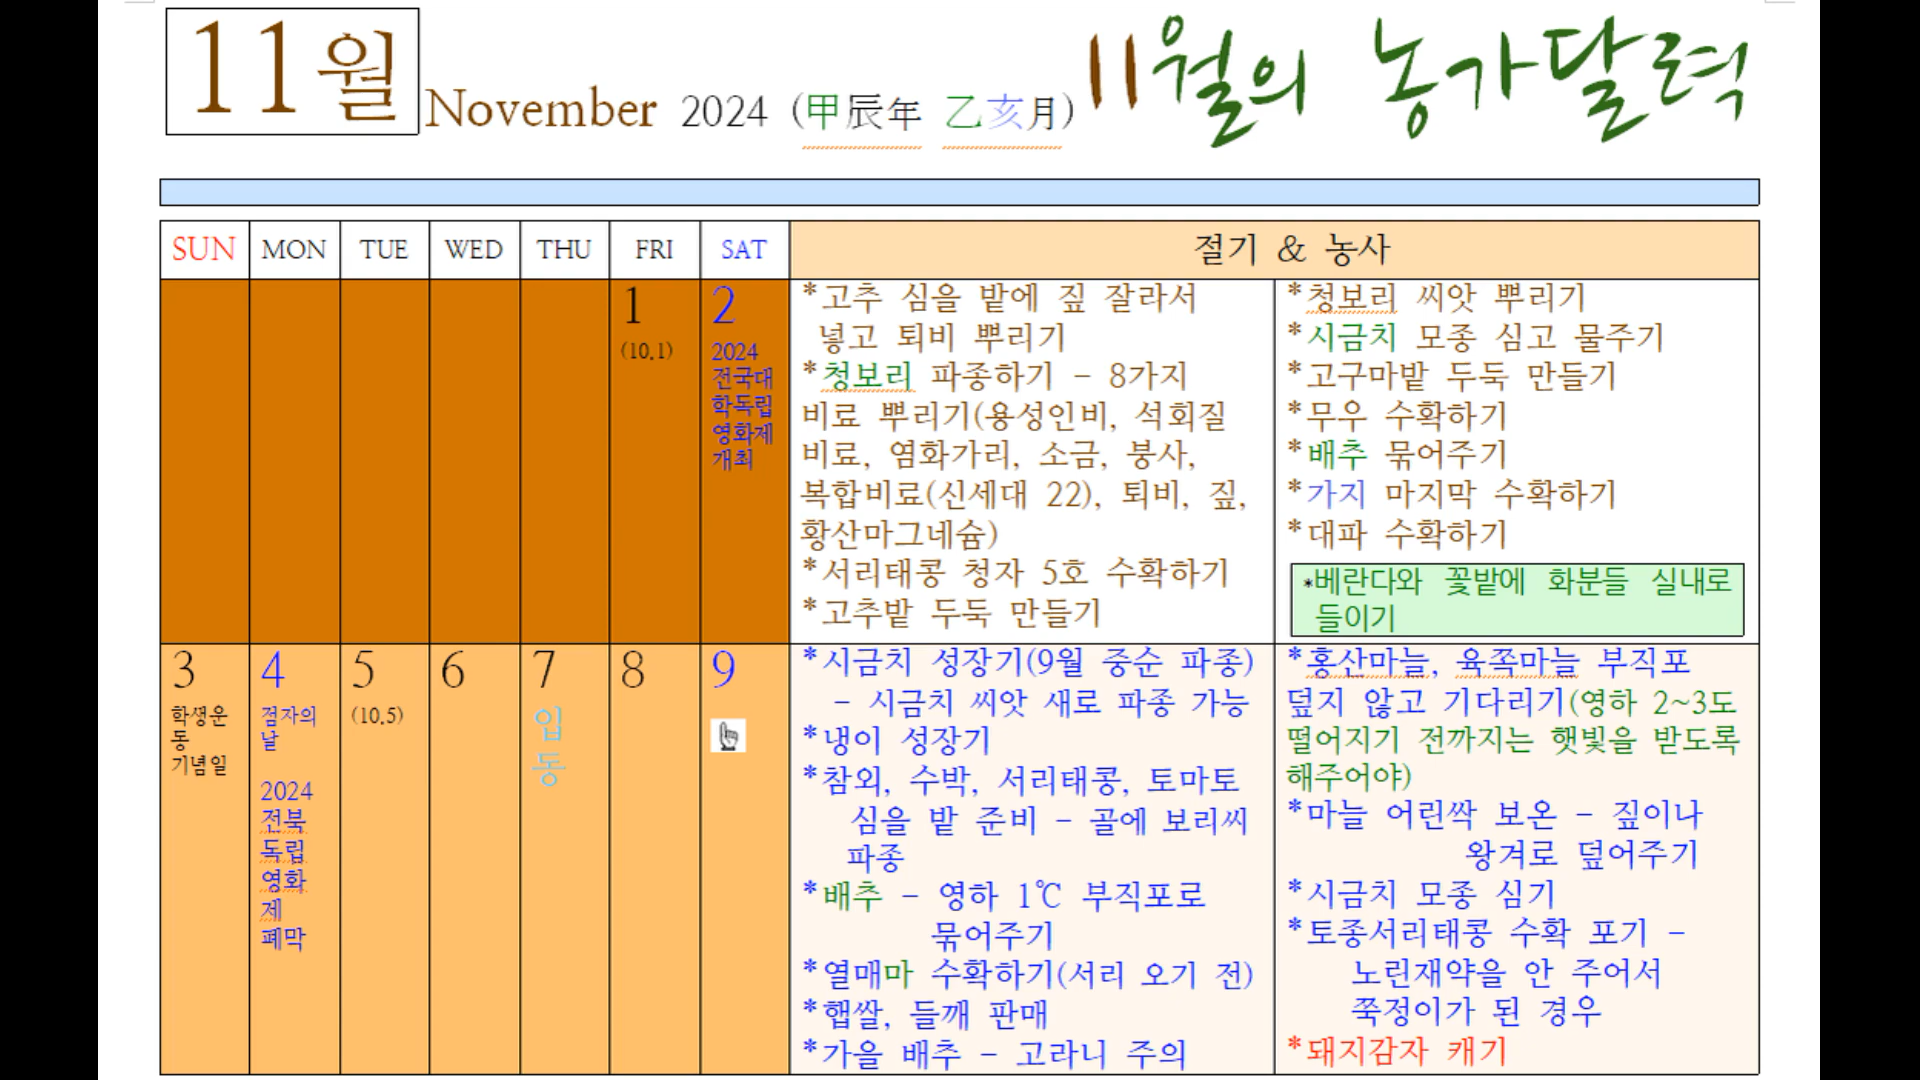 11월
November 2024 (甲辰年 乙亥月)
11월의 농가달력
SUN MON TUE WED THU FRI SAT 절기 & 농사
1
(10.1)
2
2024
전국대
학독립
영화제
개최
*고추 심을 밭에 짚 잘라서
넣고 퇴비 뿌리기
*청보리 파종하기 - 8가지
비료 뿌리기(용성인비, 석회질
비료, 염화가리, 소금, 붕사,
복합비료(신세대 22), 퇴비, 짚,
황산마그네슘)
*서리태콩 청자 5호 수확하기
*고추밭 두둑 만들기
*청보리 씨앗 뿌리기
*시금치 모종 심고 물주기
*고구마밭 두둑 만들기
*무우 수확하기
*배추 묶어주기
*가지 마지막 수확하기
*대파 수확하기
*베란다와 꽃밭에 화분들 실내로
들이기
3
학생운
동
기념일
4
점자의
날
2024
전북
독립
영화
제
폐막
5
(10.5)
6
7
입
동
8
9
*시금치 성장기(9월 중순 파종)
- 시금치 씨앗 새로 파종 가능
*냉이 성장기
*참외, 수박, 서리태콩, 토마토
심을 밭 준비 - 골에 보리씨
파종
*배추 - 영하 1℃ 부직포로
묶어주기
*열매마 수확하기(서리 오기 전)
*햅쌀, 들깨 판매
*가을 배추 - 고라니 주의
*홍산마늘, 육쪽마늘 부직포
덮지 않고 기다리기(영하 2~3도
떨어지기 전까지는 햇빛을 받도록
해주어야)
*마늘 어린싹 보온 - 짚이나
왕겨로 덮어주기
*시금치 모종 심기
*토종서리태콩 수확 포기 -
노린재약을 안 주어서
쭉정이가 된 경우
*돼지감자 캐기